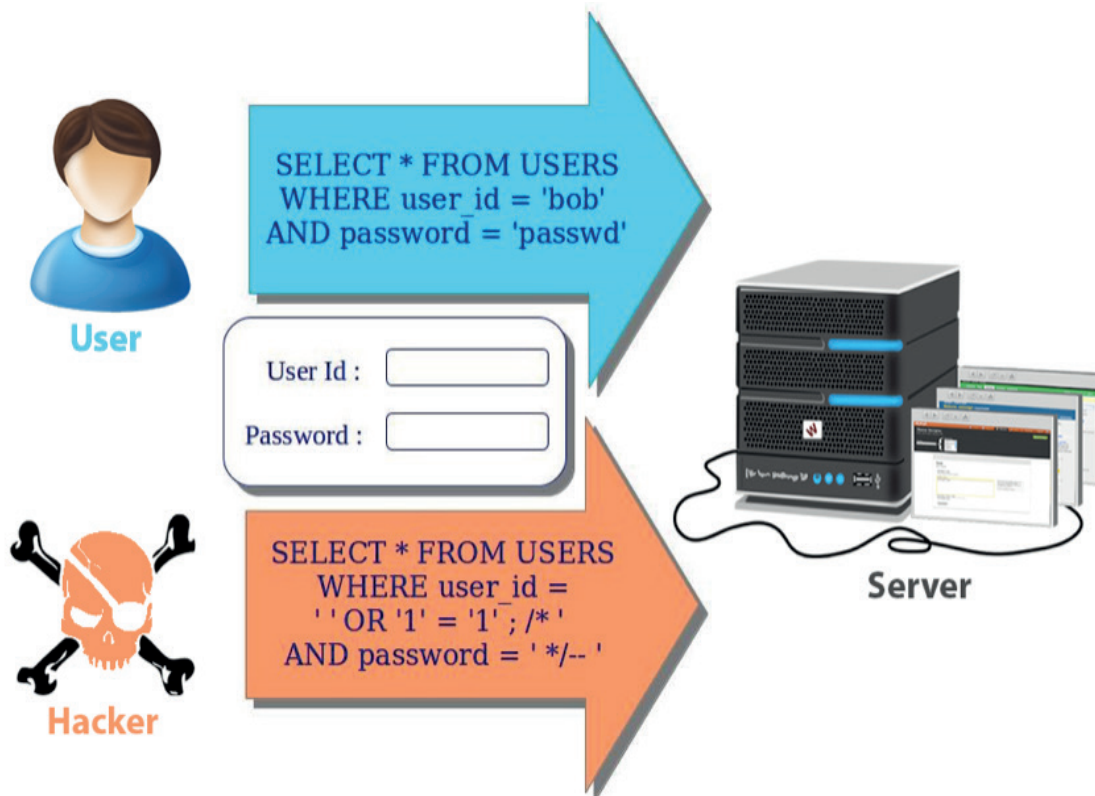 SELECT * FROM USERS
WHERE user_id = 'bob'
AND password = 'passwd'
User
User Id :
Password :
SELECT * FROM USERS
WHERE user_id =
' ' OR '1' = '1' ; /* '
AND password = ' */-- '
Hacker
Server